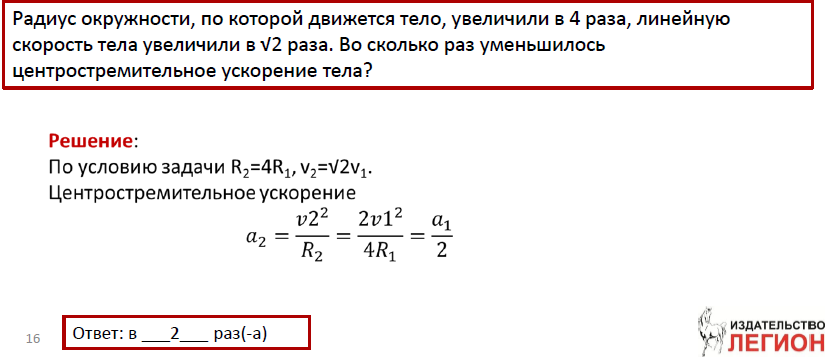 Радиус окружности, по которой движется тело, увеличили в 4 раза, линейную
скорость тела увеличили в √2 раза. Во сколько раз уменьшилось
центростремительное ускорение тела?
Решение:
По условию задачи R₂=4R₁, v₂=√2v₁.
Центростремительное ускорение
a₂ = v2²/R₂ = 2v1²/4R₁ = a₁/2
16
Ответ: в ___2___ раз(-а)
ИЗДАТЕЛЬСТВО
ЛЕГИОН